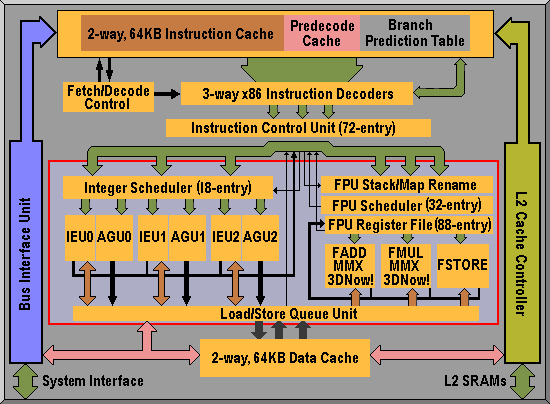 2-way, 64KB Instruction Cache
Predecode
Cache
Branch
Prediction Table
Fetch/Decode
Control
3-way x86 Instruction Decoders
Instruction Control Unit (72-entry)
Bus Interface Unit
L2 Cache Controller
Integer Scheduler (18-entry)
FPU Stack/Map Rename
FPU Scheduler (32-entry)
FPU Register File (88-entry)
IEU0
AGU0
IEU1
AGU1
IEU2
AGU2
FADD
MMX
3DNow!
FMUL
MMX
3DNow!
FSTORE
Load/Store Queue Unit
2-way, 64KB Data Cache
System Interface
L2 SRAMs